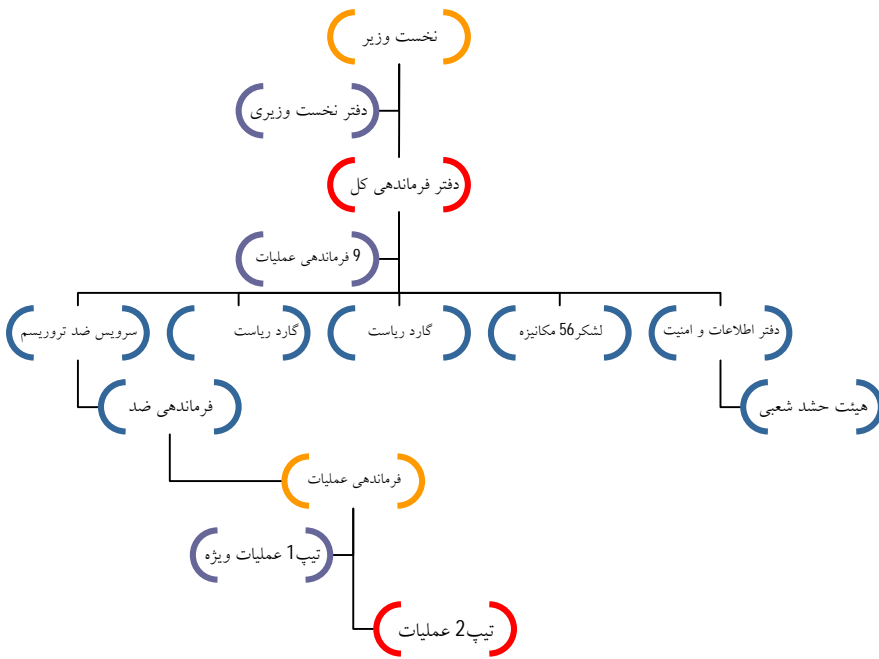 نخست وزیر
دفتر نخست وزیری
دفتر فرماندهی کل
9 فرماندهی عملیات
دفتر اطلاعات و امنیت
لشکر56 مکانیزه
گارد ریاست
گارد ریاست
سرویس ضد تروریسم
هیئت حشد شعبی
فرماندهی ضد
فرماندهی عملیات
تیپ1 عملیات ویژه
تیپ2 عملیات